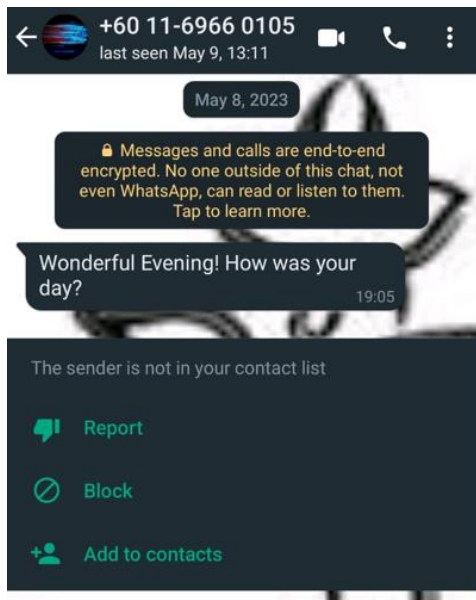 +60 11-6966 0105
last seen May 9, 13:11
May 8, 2023
Messages and calls are end-to-end
encrypted. No one outside of this chat, not
even WhatsApp, can read or listen to them.
Tap to learn more.
Wonderful Evening! How was your
day?
19:05
The sender is not in your contact list
Report
Block
Add to contacts